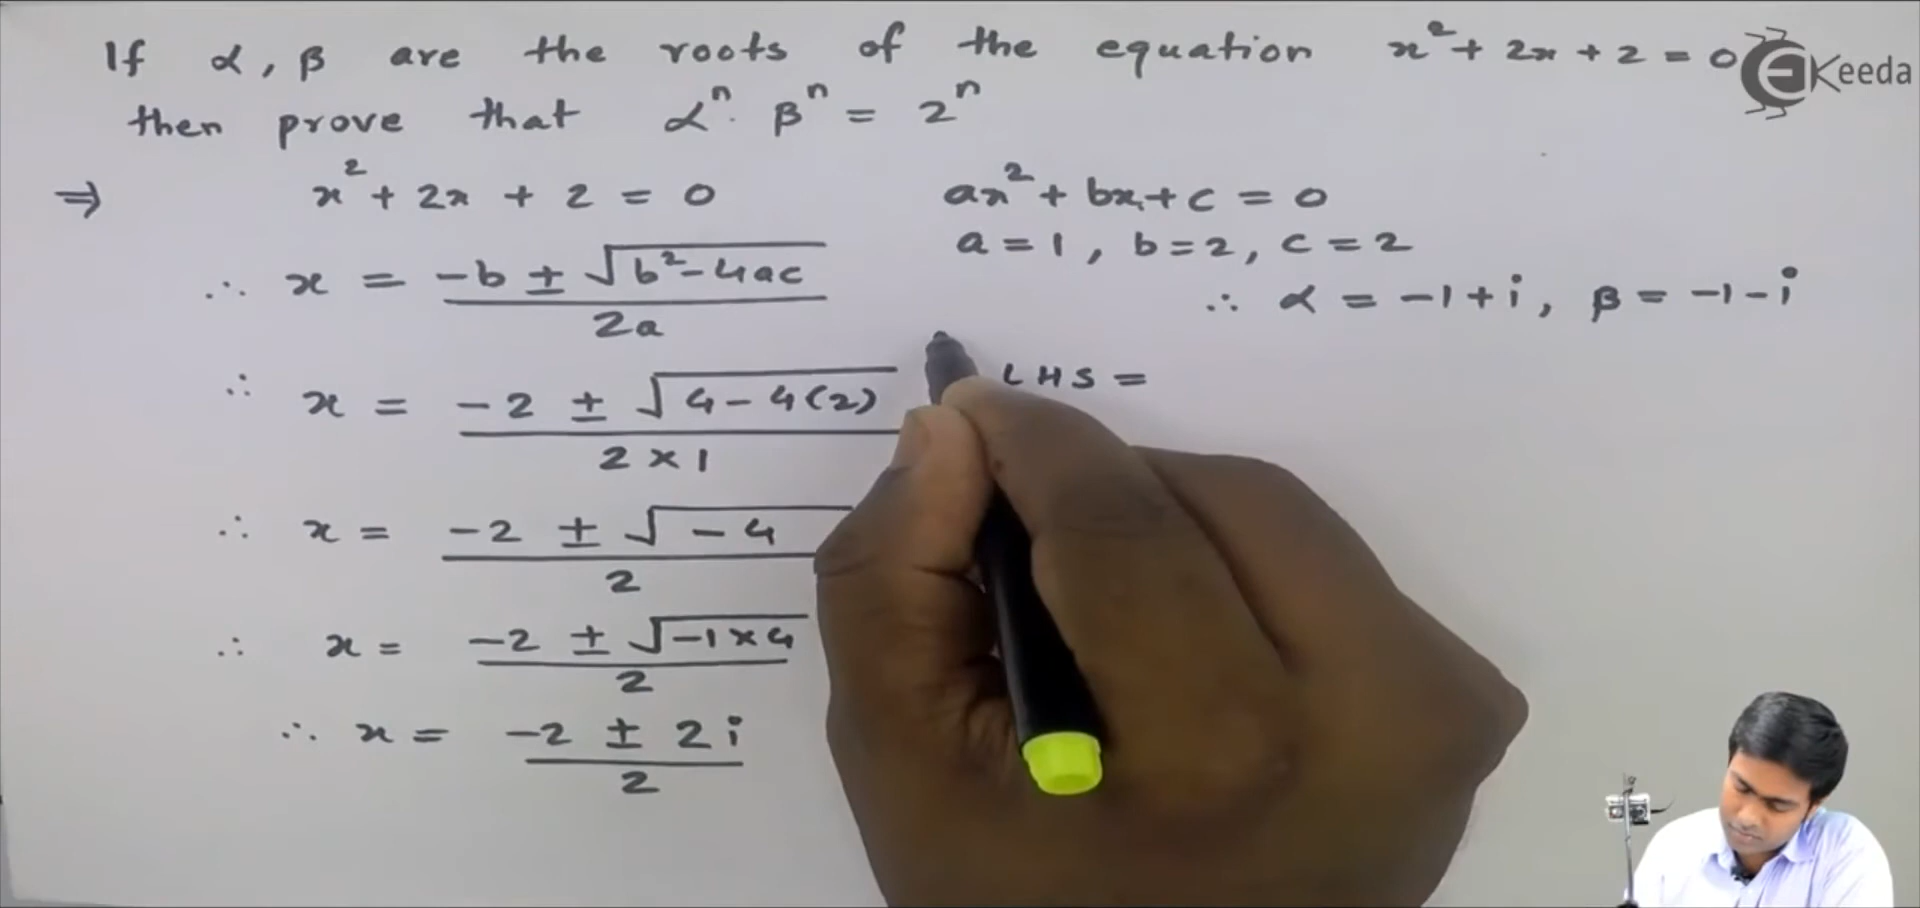 If α, β are the roots of the equation x² + 2x + 2 = 0
then prove that αⁿ · βⁿ = 2ⁿ
⇒ x² + 2x + 2 = 0
∴ x = (-b ± √(b² - 4ac)) / 2a
∴ x = (-2 ± √(4 - 4(2))) / (2 × 1)
∴ x = (-2 ± √(-4)) / 2
∴ x = (-2 ± √(-1 × 4)) / 2
∴ x = (-2 ± 2i) / 2
ax² + bx + c = 0
a = 1, b = 2, c = 2
∴ α = -1 + i, β = -1 - i
LHS =
EKeeda